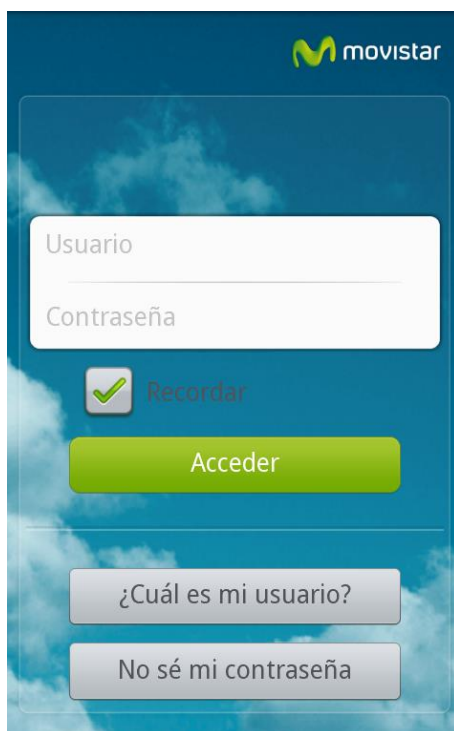 movistar
Usuario
Contraseña
Recordar
Acceder
¿Cuál es mi usuario?
No sé mi contraseña